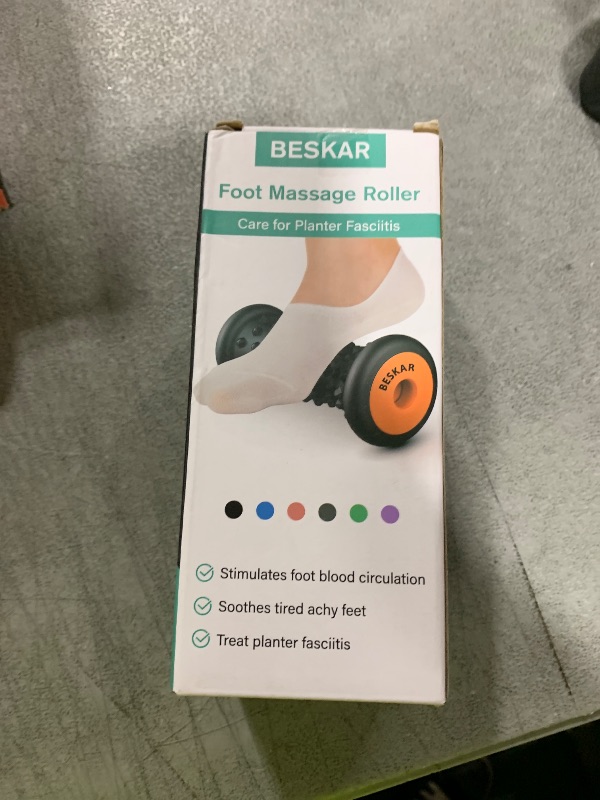 BESKAR
Foot Massage Roller
Care for Planter Fasciitis
BESKAR
Stimulates foot blood circulation
Soothes tired achy feet
Treat planter fasciitis